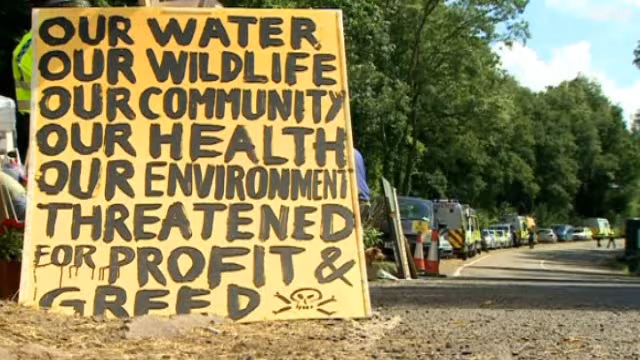 OUR WATER
OUR WILDLIFE
OUR COMMUNITY
OUR HEALTH
OUR ENVIRONMENT
THREATENED
FOR PROFIT &
GREED